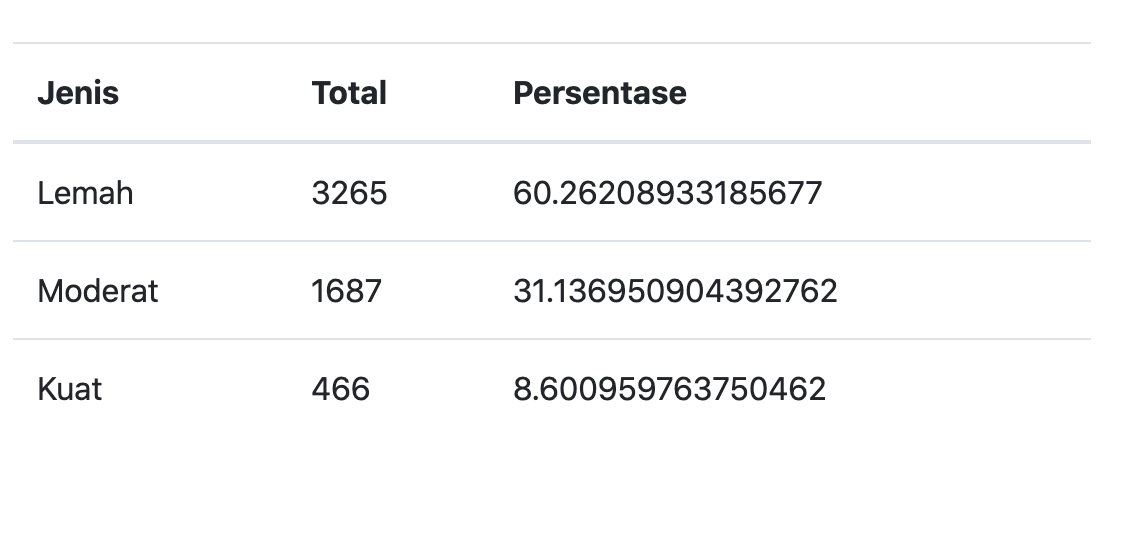 Jenis Total Persentase
Lemah 3265 60.26208933185677
Moderat 1687 31.136950904392762
Kuat 466 8.600959763750462